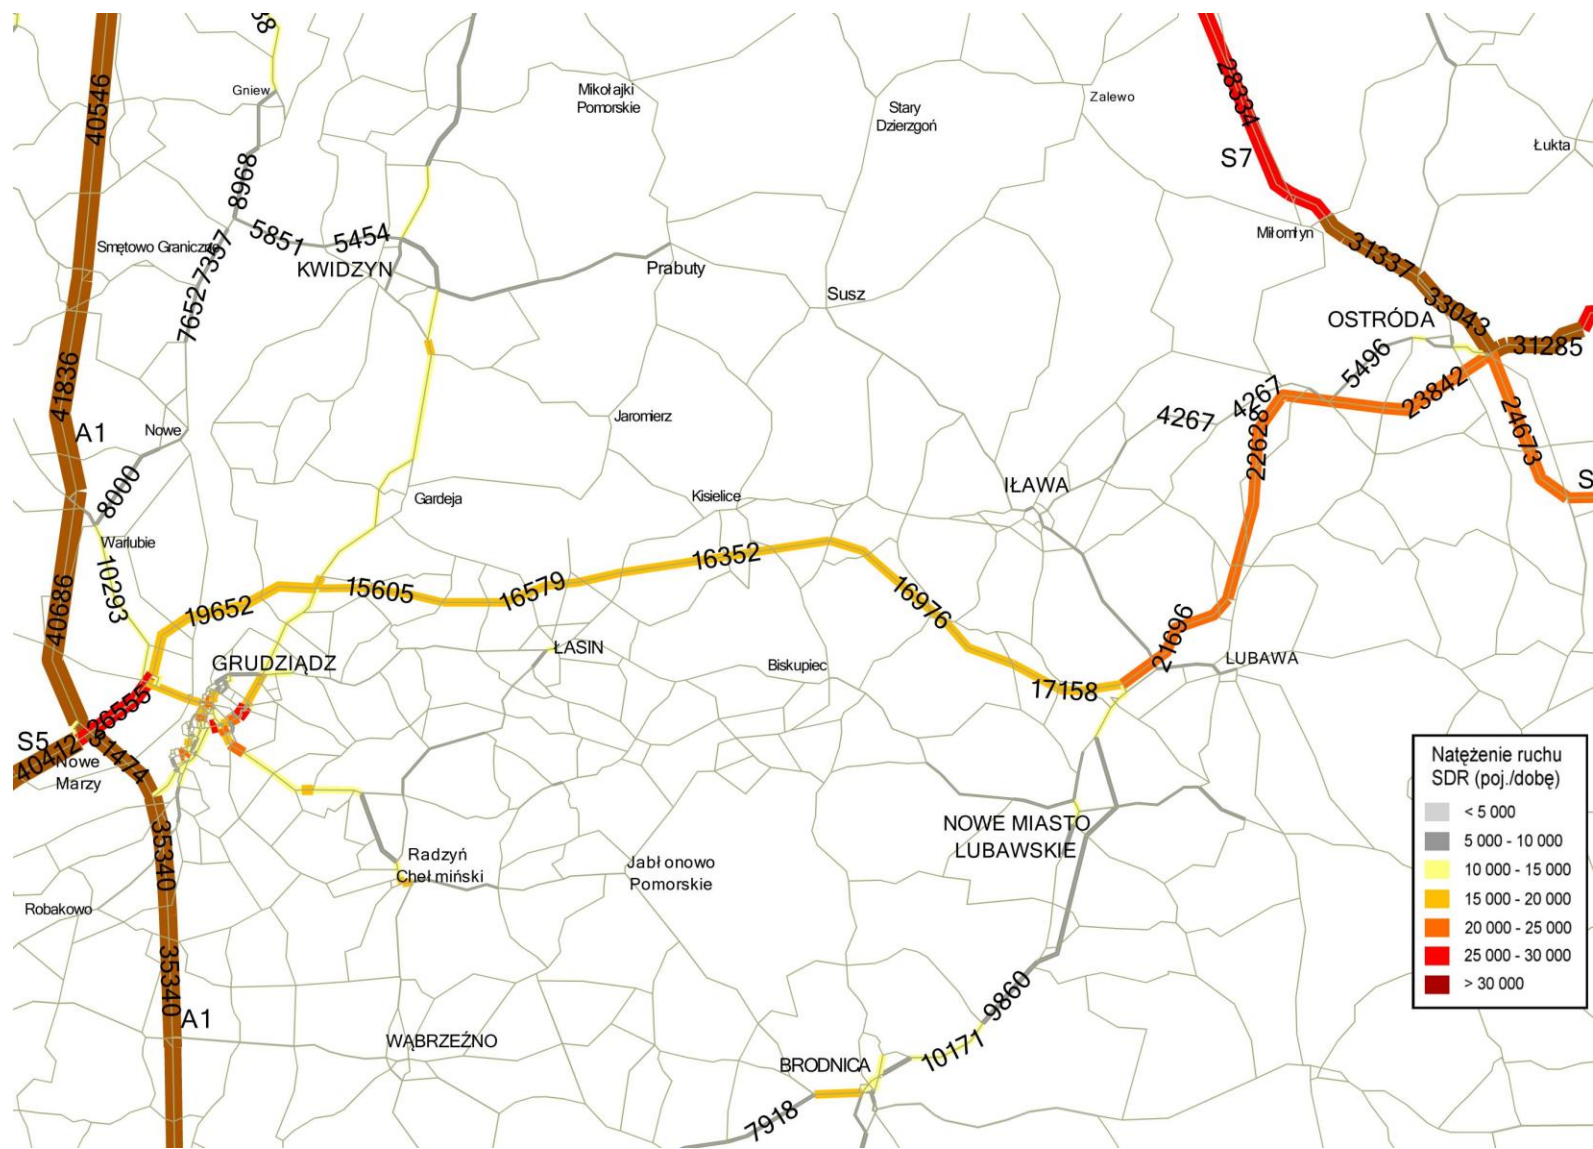 40546
Gniew
Mikołajki
Pomorskie
Stary
Dzierzgoń
Zalewo
28334
S7
Łukta
8968
Smętowo Graniczne
5851
5454
KWIDZYN
7357
7652
Prabuty
Susz
Miłomłyn
31337
33043
OSTRÓDA
31285
5496
23842
24673
S
41836
A1
Nowe
8000
Jaromierz
Gardeja
Kisielice
IŁAWA
4267
4267
22628
Warlubie
10293
40686
19652
15605
16579
16352
16976
GRUDZIĄDZ
ŁASIN
Biskupiec
17158
21696
LUBAWA
26555
S5
40412
31474
Nowe
Marzy
35340
Radzyń
Chełmiński
Jabłonowo
Pomorskie
NOWE MIASTO
LUBAWSKIE
Robakowo
35340
A1
WĄBRZEŹNO
9860
10171
BRODNICA
7918
Natężenie ruchu
SDR (poj./dobę)
< 5 000
5 000 - 10 000
10 000 - 15 000
15 000 - 20 000
20 000 - 25 000
25 000 - 30 000
> 30 000